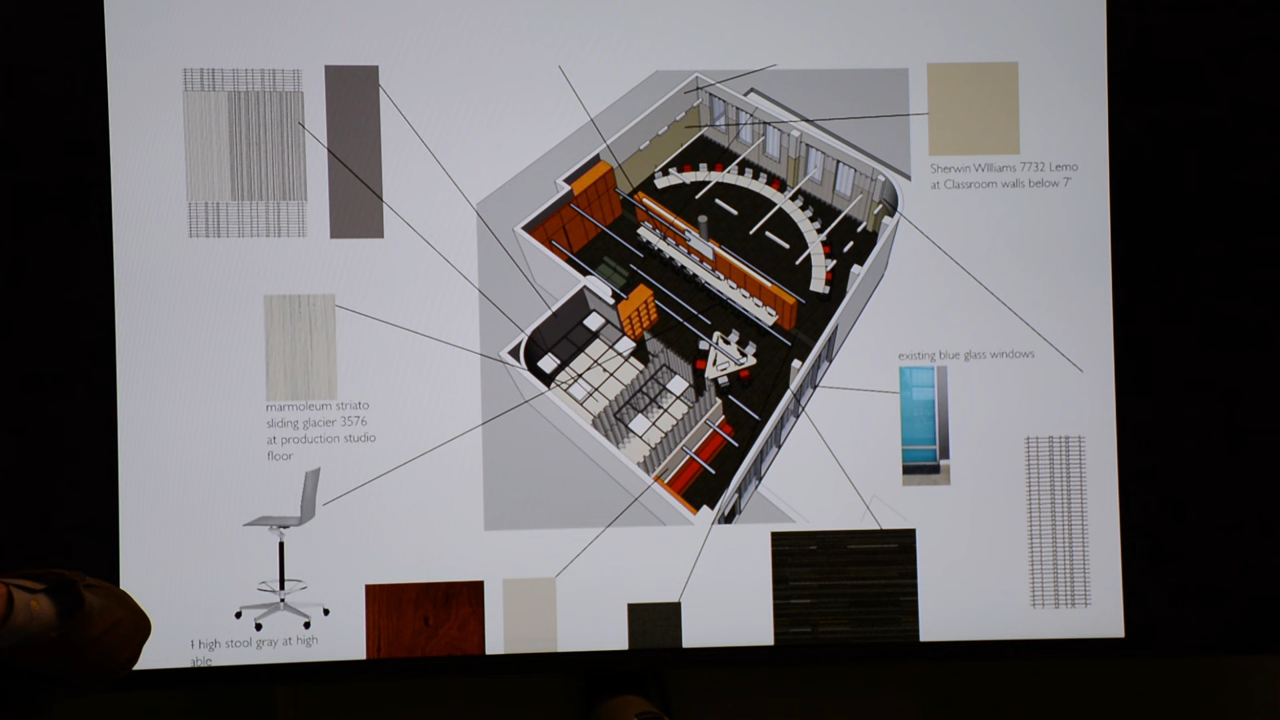 Sherwin Williams 7732 Lemo
at Classroom walls below 7'
existing blue glass windows
marmoleum striato
sliding glacier 3576
at production studio
floor
high stool gray at high
able